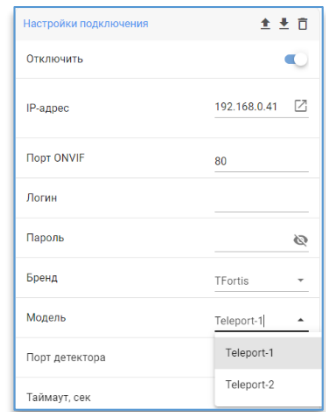 Настройки подключения
Отключить
IP-адрес 192.168.0.41
Порт ONVIF 80
Логин
Пароль
Бренд TFortis
Модель Teleport-1
Порт детектора Teleport-1
Teleport-2
Таймаут, сек